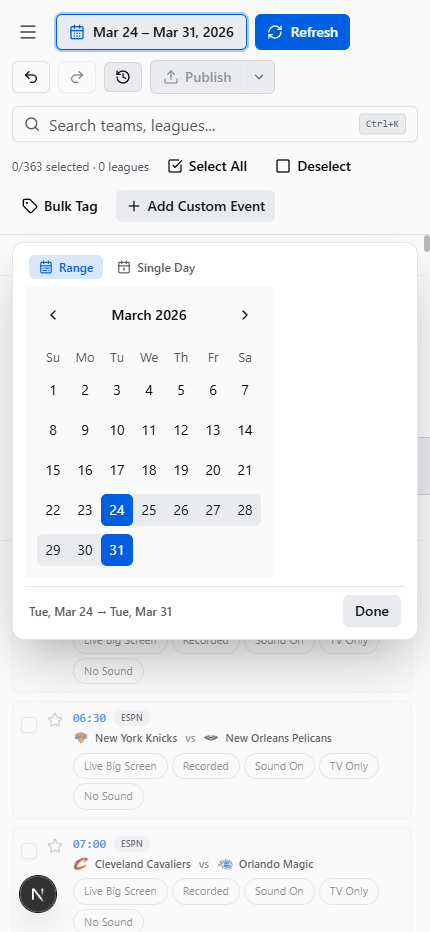 Mar 24 – Mar 31, 2026 Refresh
Publish
Search teams, leagues... Ctrl+K
0/363 selected · 0 leagues Select All Deselect
Bulk Tag Add Custom Event
Range Single Day
March 2026
Su Mo Tu We Th Fr Sa
1 2 3 4 5 6 7
8 9 10 11 12 13 14
15 16 17 18 19 20 21
22 23 24 25 26 27 28
29 30 31
Tue, Mar 24 → Tue, Mar 31 Done
Live Big Screen Recorded Sound On TV Only
No Sound
06:30 ESPN
New York Knicks vs New Orleans Pelicans
Live Big Screen Recorded Sound On TV Only
No Sound
07:00 ESPN
Cleveland Cavaliers vs Orlando Magic
Live Big Screen Recorded Sound On TV Only
N No Sound